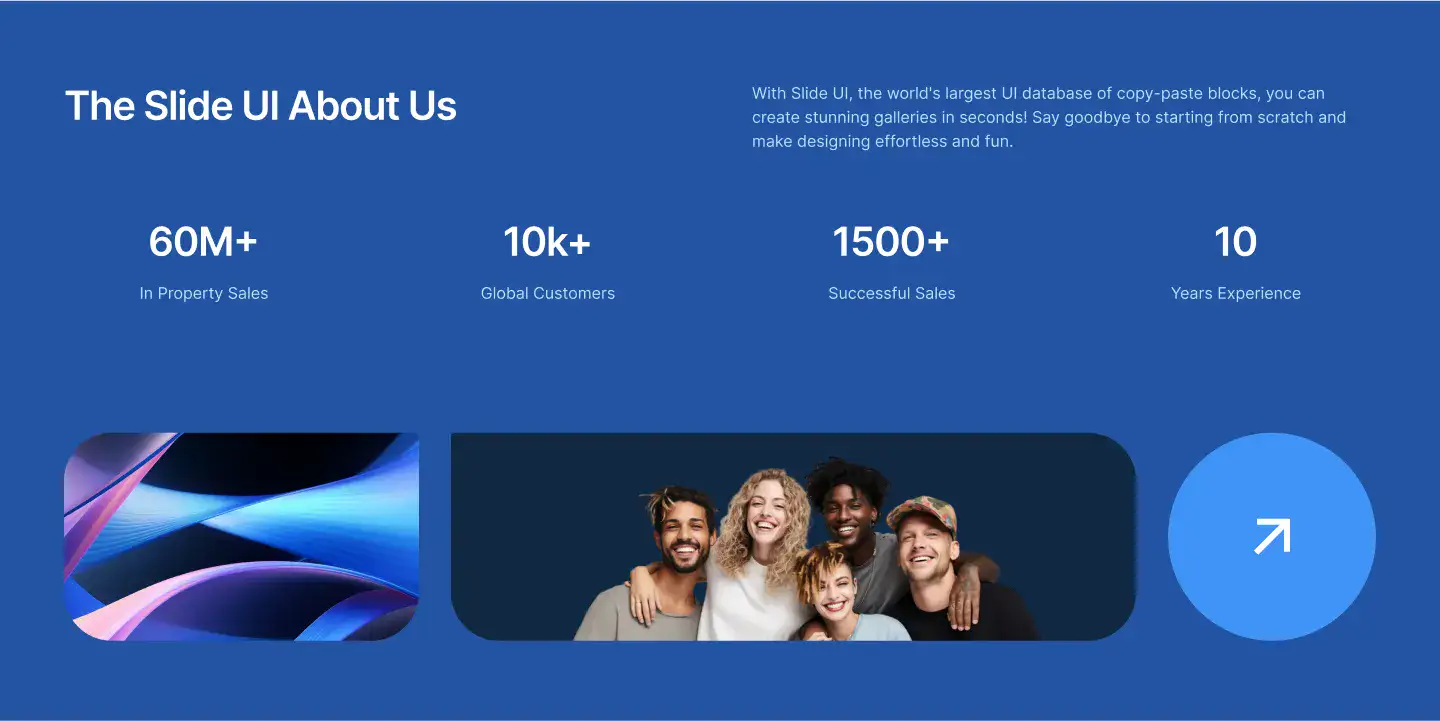 The Slide UI About Us
With Slide UI, the world's largest UI database of copy-paste blocks, you can
create stunning galleries in seconds! Say goodbye to starting from scratch and
make designing effortless and fun.
60M+
In Property Sales
10k+
Global Customers
1500+
Successful Sales
10
Years Experience